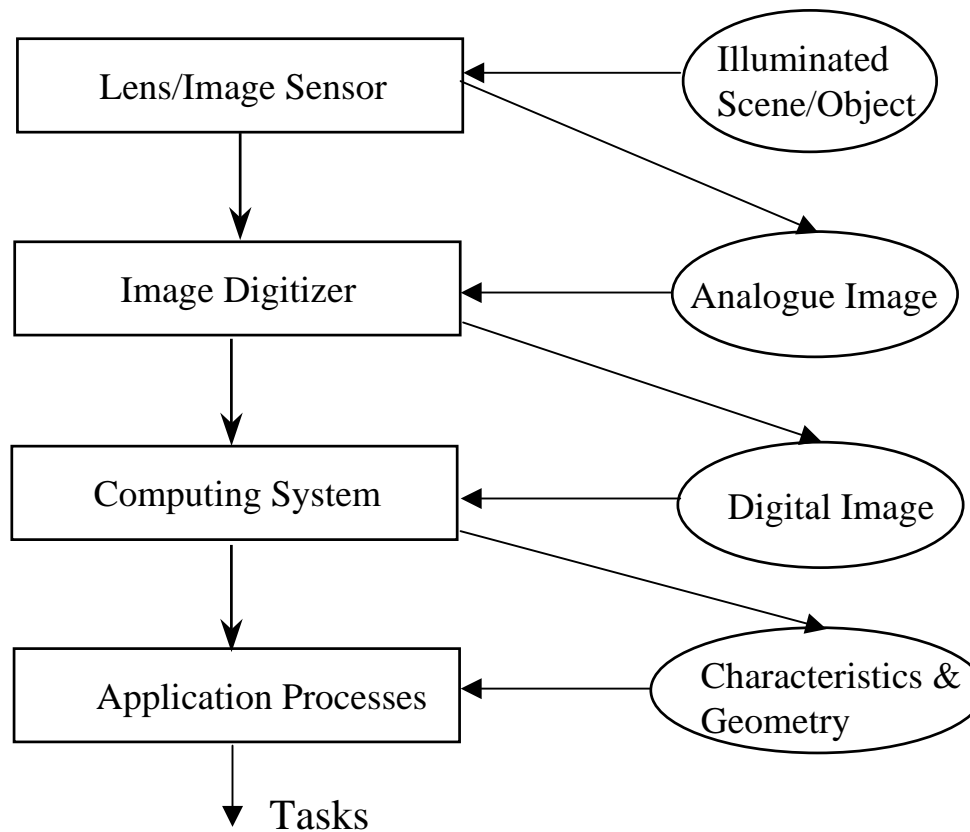 Lens/Image Sensor
Illuminated
Scene/Object
Image Digitizer
Analogue Image
Computing System
Digital Image
Application Processes
Characteristics &
Geometry
Tasks